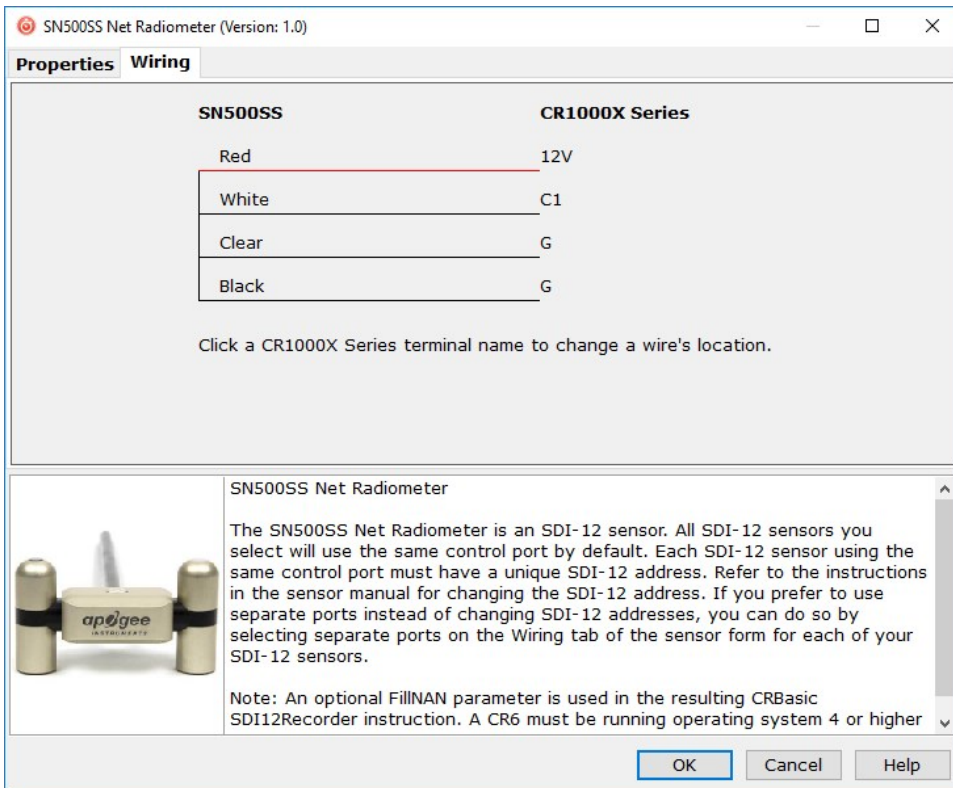 SN500SS Net Radiometer (Version: 1.0)
Properties Wiring
SN500SS CR1000X Series
Red 12V
White C1
Clear G
Black G
Click a CR1000X Series terminal name to change a wire's location.
SN500SS Net Radiometer
The SN500SS Net Radiometer is an SDI-12 sensor. All SDI-12 sensors you
select will use the same control port by default. Each SDI-12 sensor using the
same control port must have a unique SDI-12 address. Refer to the instructions
in the sensor manual for changing the SDI-12 address. If you prefer to use
separate ports instead of changing SDI-12 addresses, you can do so by
selecting separate ports on the Wiring tab of the sensor form for each of your
SDI-12 sensors.
Note: An optional FillNAN parameter is used in the resulting CRBasic
SDI12Recorder instruction. A CR6 must be running operating system 4 or higher
apogee
INSTRUMENTS
OK Cancel Help